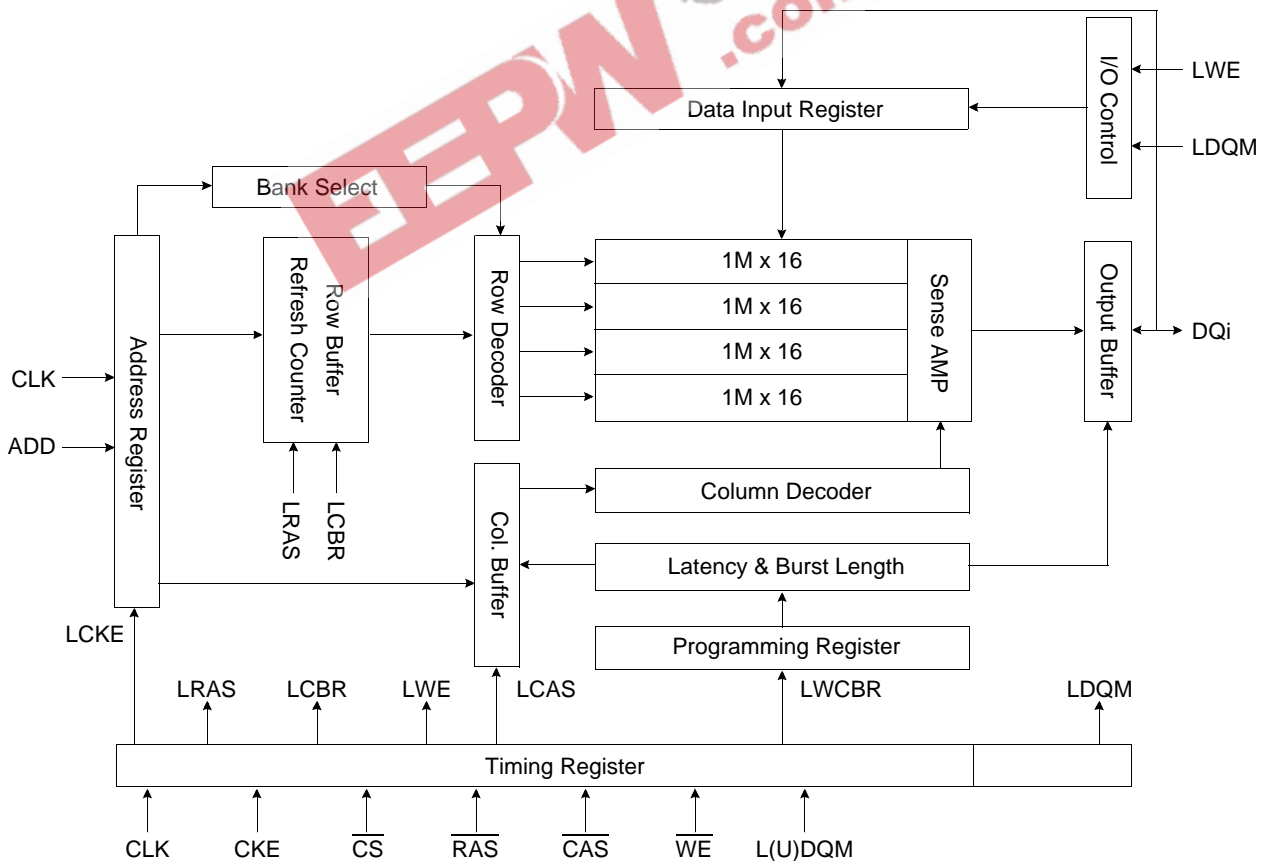 EEPW
.com
I/O Control
LWE
Data Input Register
LDQM
Bank Select
Address Register
Refresh Counter
Row Buffer
Row Decoder
1M x 16
1M x 16
1M x 16
1M x 16
Sense AMP
Output Buffer
DQi
CLK
ADD
LRAS
LCBR
Col. Buffer
Column Decoder
Latency & Burst Length
Programming Register
LCKE
LRAS
LCBR
LWE
LCAS
LWCBR
LDQM
Timing Register
CLK
CKE
CS
RAS
CAS
WE
L(U)DQM